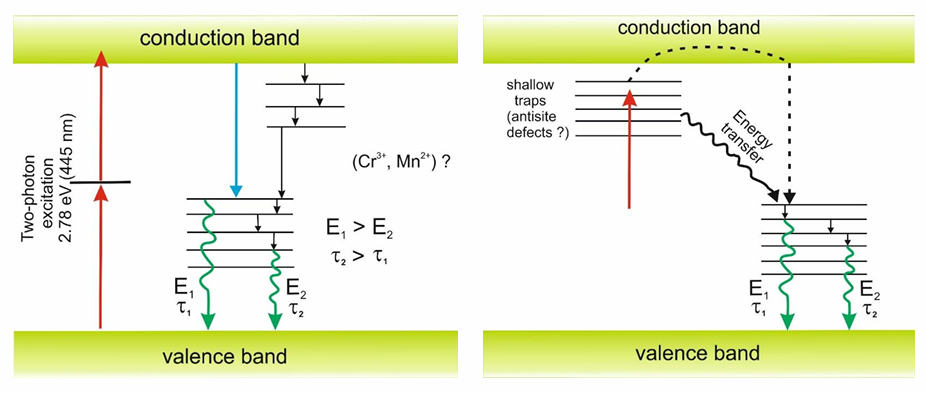 conduction band
Two-photon
excitation
2.78 eV (445 nm)
(Cr³⁺, Mn²⁺) ?
E₁ > E₂
τ₂ > τ₁
E₁
τ₁
E₂
τ₂
valence band
conduction band
shallow
traps
(antisite
defects ?)
Energy
transfer
E₁
τ₁
E₂
τ₂
valence band